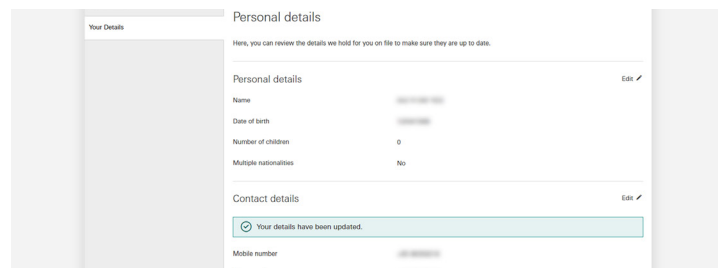 Personal details
Your Details
Here, you can review the details we hold for you on file to make sure they are up to date.
Personal details Edit
Name
Date of birth
Number of children 0
Multiple nationalities No
Contact details Edit
Your details have been updated.
Mobile number